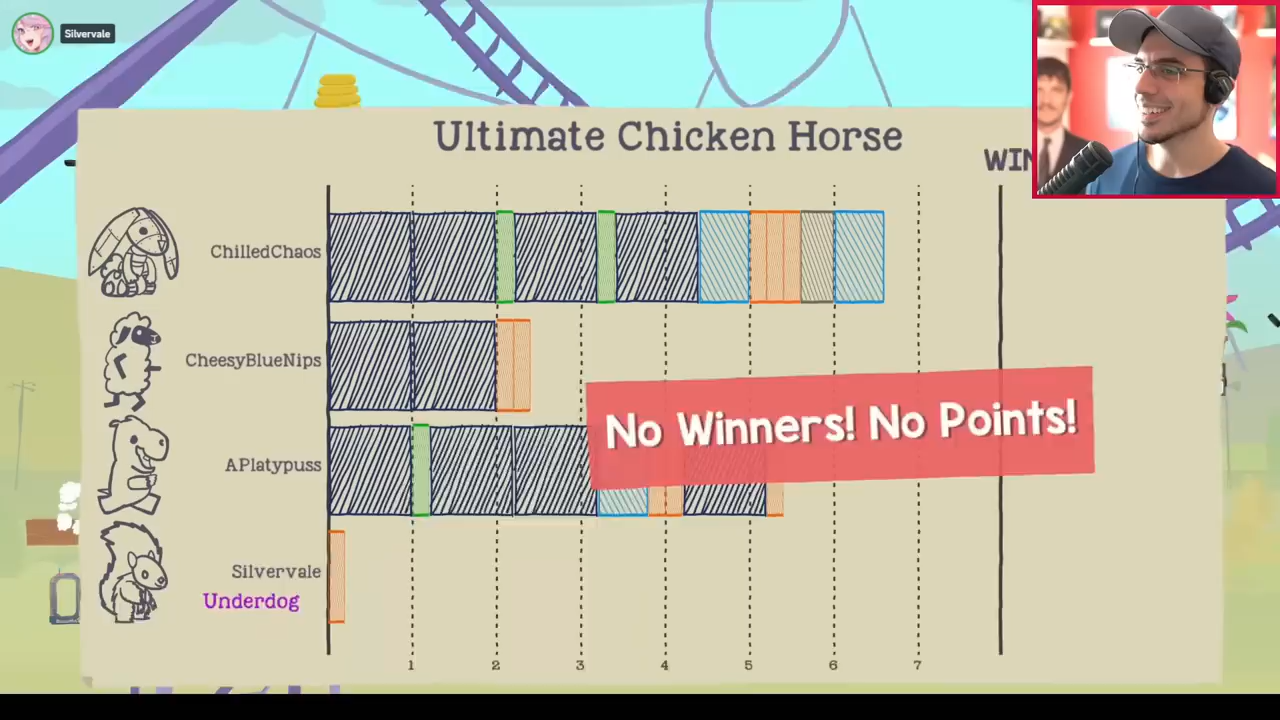 Silvervale
Ultimate Chicken Horse
WIN
ChilledChaos
CheesyBlueNips
No Winners! No Points!
APlatypuss
Silvervale
Underdog
1 2 3 4 5 6 7